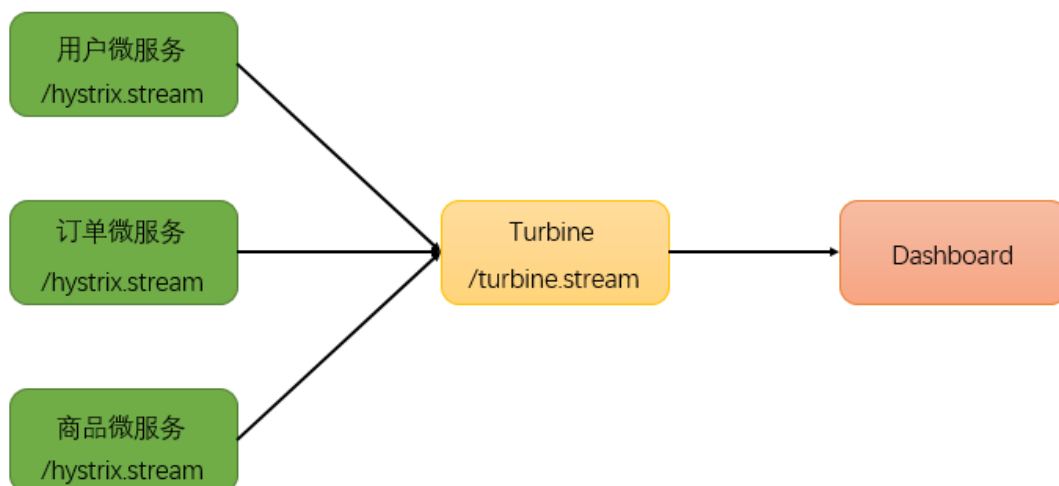 用户微服务
/hystrix.stream
订单微服务
/hystrix.stream
商品微服务
/hystrix.stream
Turbine
/turbine.stream
Dashboard